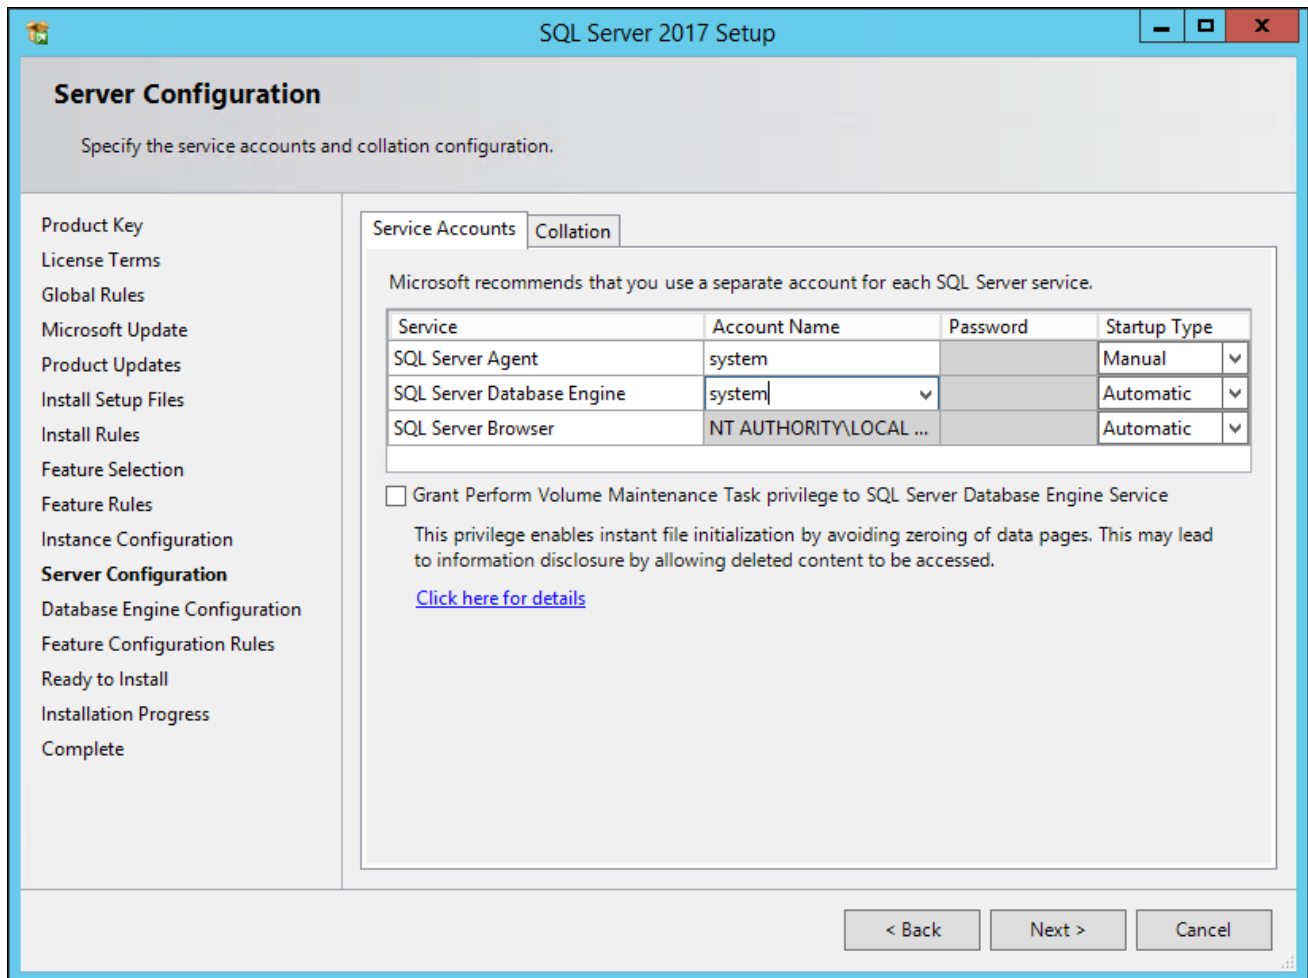 SQL Server 2017 Setup
Server Configuration
Specify the service accounts and collation configuration.
Product Key
License Terms
Global Rules
Microsoft Update
Product Updates
Install Setup Files
Install Rules
Feature Selection
Feature Rules
Instance Configuration
Server Configuration
Database Engine Configuration
Feature Configuration Rules
Ready to Install
Installation Progress
Complete
Service Accounts Collation
Microsoft recommends that you use a separate account for each SQL Server service.
Service Account Name Password Startup Type
SQL Server Agent system Manual
SQL Server Database Engine system Automatic
SQL Server Browser NT AUTHORITY\LOCAL ... Automatic
Grant Perform Volume Maintenance Task privilege to SQL Server Database Engine Service
This privilege enables instant file initialization by avoiding zeroing of data pages. This may lead
to information disclosure by allowing deleted content to be accessed.
Click here for details
< Back Next > Cancel